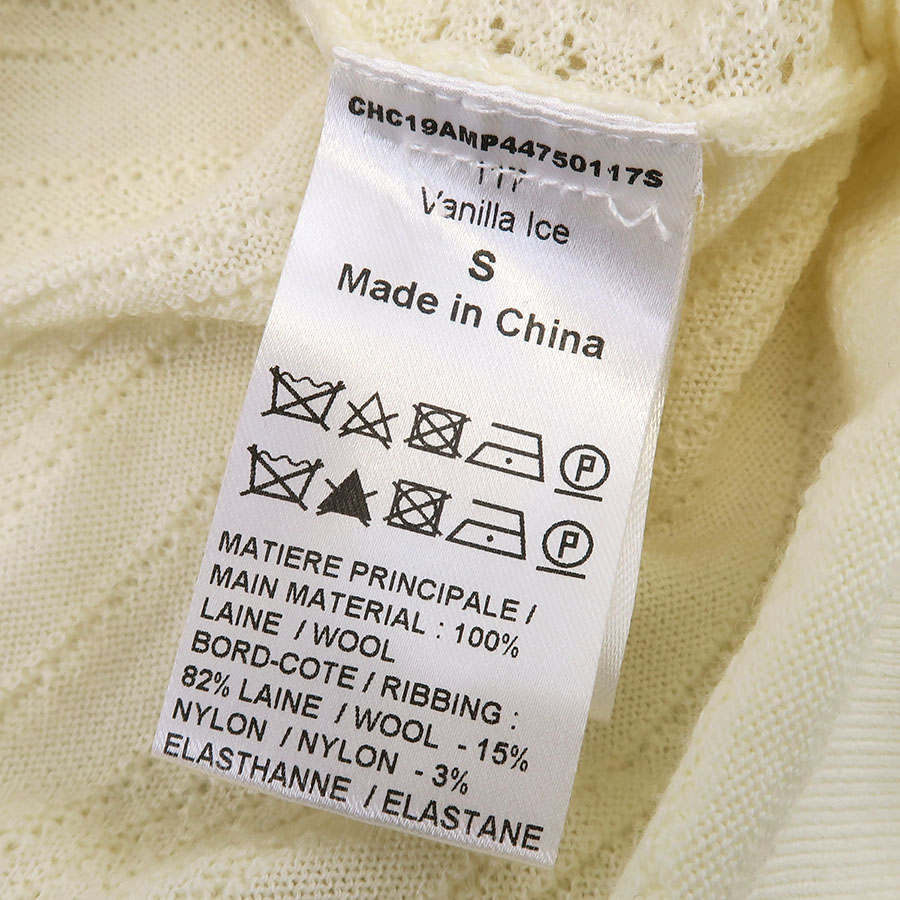 CHC19AMP44750117S
117
Vanilla Ice
S
Made in China
P
P
MATIERE PRINCIPALE /
MAIN MATERIAL : 100%
LAINE / WOOL
BORD-COTE / RIBBING :
82% LAINE / WOOL - 15%
NYLON / NYLON - 3%
ELASTHANNE / ELASTANE